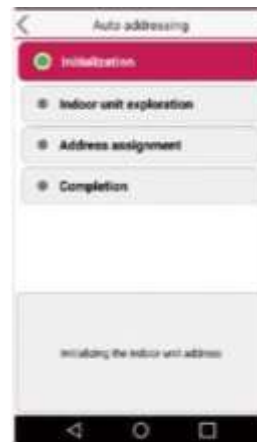 Auto addressing
Initialization
Indoor unit exploration
Address assignment
Completion
Initializing the indoor unit address